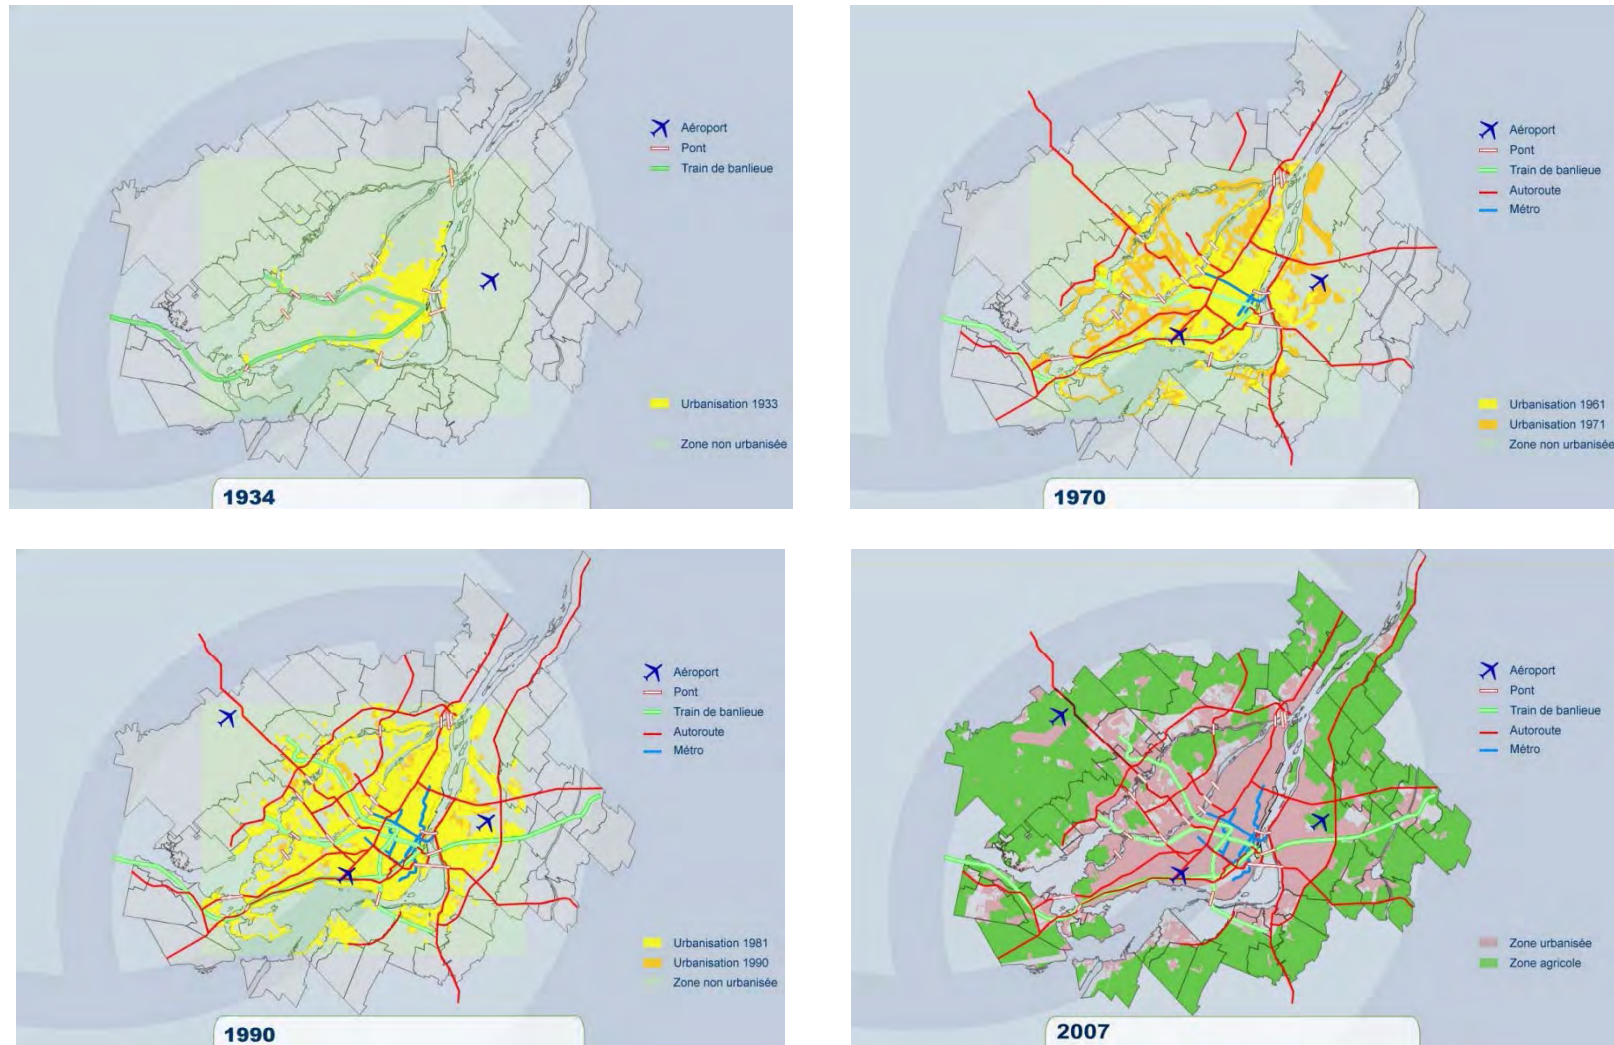 Aéroport
Pont
Train de banlieue
Urbanisation 1933
Zone non urbanisée
1934
Aéroport
Pont
Train de banlieue
Autoroute
Métro
Urbanisation 1961
Urbanisation 1971
Zone non urbanisée
1970
Aéroport
Pont
Train de banlieue
Autoroute
Métro
Urbanisation 1981
Urbanisation 1990
Zone non urbanisée
1990
Aéroport
Pont
Train de banlieue
Autoroute
Métro
Zone urbanisée
Zone agricole
2007